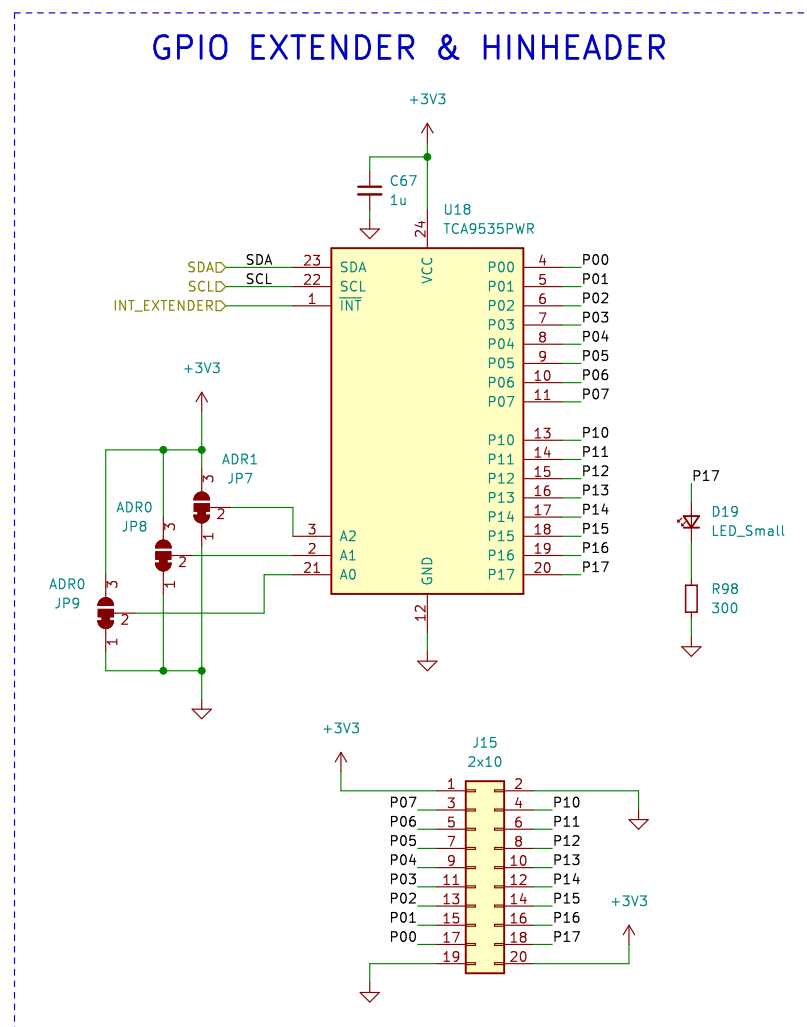 GPIO EXTENDER & HINHEADER
+3V3
C67
1u
U18
TCA9535PWR
24
VCC
SDA SDA 23 SDA P00 4 P00
SCL SCL 22 SCL P01 5 P01
INT_EXTENDER 1 INT P02 6 P02
P03 7 P03
P04 8 P04
P05 9 P05
P06 10 P06
P07 11 P07
+3V3
P10 13 P10
P11 14 P11
P12 15 P12
P13 16 P13
P14 17 P14
P15 18 P15
P16 19 P16
P17 20 P17
ADR1
JP7
3
2
1
3 A2
ADR0
JP8
3
2
1
2 A1
ADR0
JP9
3
2
1
21 A0
GND
12
P17
D19
LED_Small
R98
300
+3V3
J15
2x10
1 2
P07 3 4 P10
P06 5 6 P11
P05 7 8 P12
P04 9 10 P13
P03 11 12 P14
P02 13 14 P15
P01 15 16 P16
P00 17 18 P17
19 20
+3V3